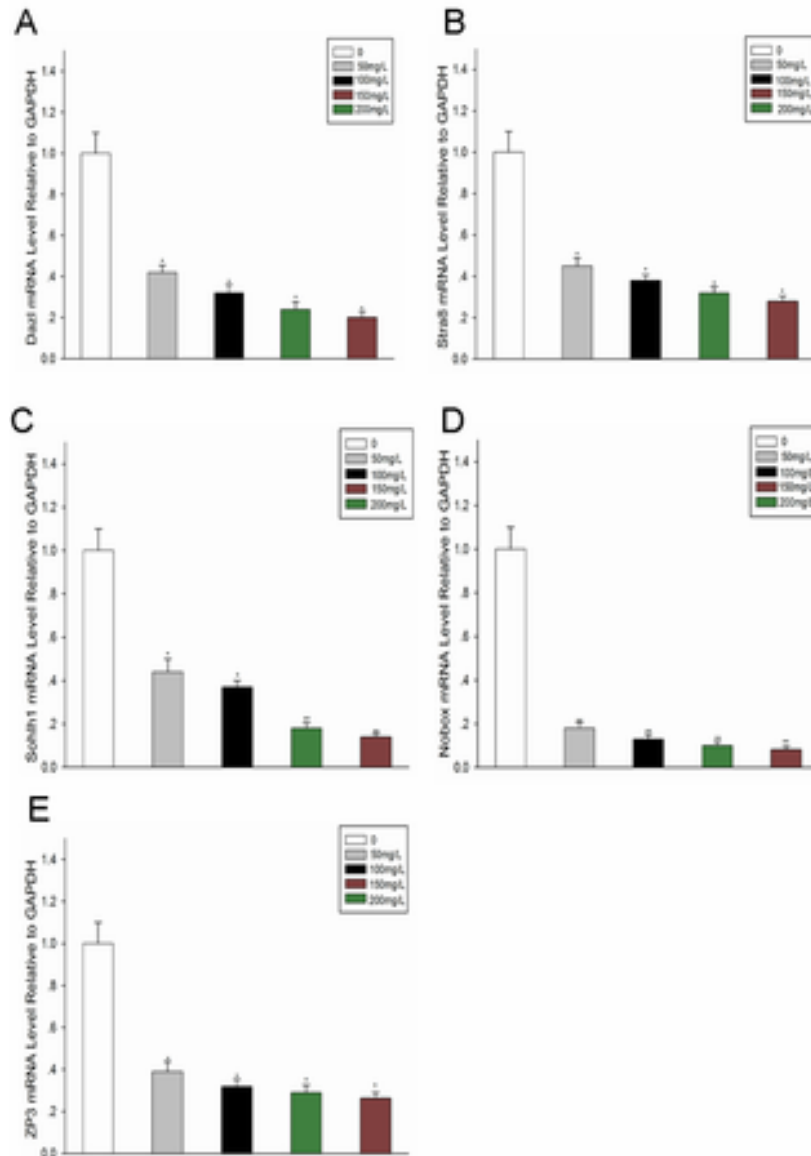 A
Dazl mRNA Level Relative to GAPDH
1.4
1.2
1.0
.8
.6
.4
.2
0.0
0
50mg/L
100mg/L
150mg/L
200mg/L
B
Stra8 mRNA Level Relative to GAPDH
1.4
1.2
1.0
.8
.6
.4
.2
0.0
0
50mg/L
100mg/L
150mg/L
200mg/L
C
Sohlh1 mRNA Level Relative to GAPDH
1.4
1.2
1.0
.8
.6
.4
.2
0.0
0
50mg/L
100mg/L
150mg/L
200mg/L
D
Nobox mRNA Level Relative to GAPDH
1.4
1.2
1.0
.8
.6
.4
.2
0.0
0
50mg/L
100mg/L
150mg/L
200mg/L
E
ZP3 mRNA Level Relative to GAPDH
1.4
1.2
1.0
.8
.6
.4
.2
0.0
0
50mg/L
100mg/L
150mg/L
200mg/L